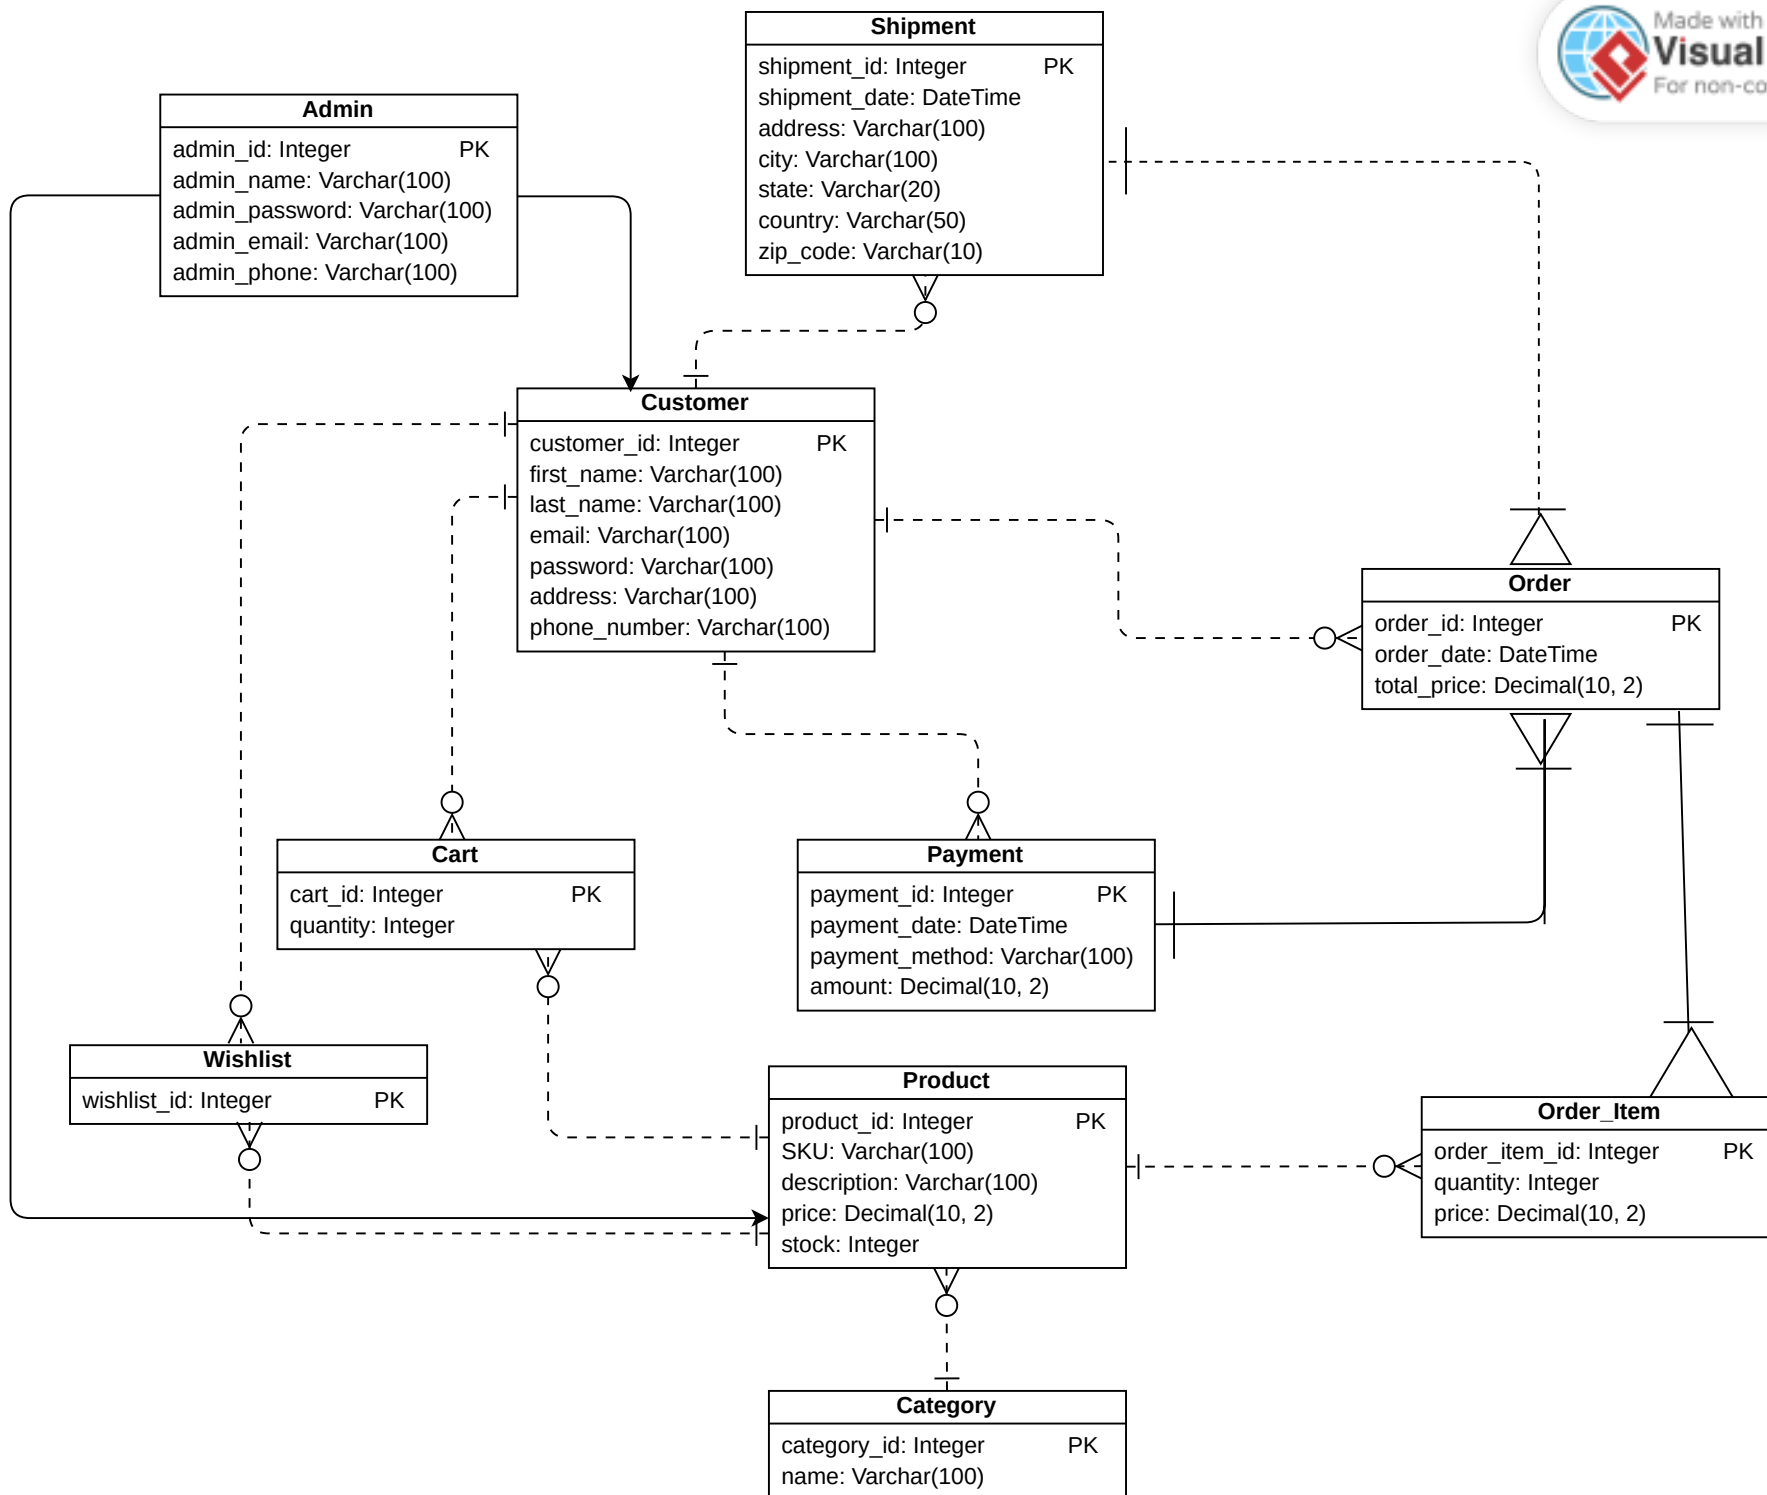 Made with
Visual
For non-co
Shipment
shipment_id: Integer PK
shipment_date: DateTime
address: Varchar(100)
city: Varchar(100)
state: Varchar(20)
country: Varchar(50)
zip_code: Varchar(10)
Admin
admin_id: Integer PK
admin_name: Varchar(100)
admin_password: Varchar(100)
admin_email: Varchar(100)
admin_phone: Varchar(100)
Customer
customer_id: Integer PK
first_name: Varchar(100)
last_name: Varchar(100)
email: Varchar(100)
password: Varchar(100)
address: Varchar(100)
phone_number: Varchar(100)
Order
order_id: Integer PK
order_date: DateTime
total_price: Decimal(10, 2)
Cart
cart_id: Integer PK
quantity: Integer
Payment
payment_id: Integer PK
payment_date: DateTime
payment_method: Varchar(100)
amount: Decimal(10, 2)
Wishlist
wishlist_id: Integer PK
Product
product_id: Integer PK
SKU: Varchar(100)
description: Varchar(100)
price: Decimal(10, 2)
stock: Integer
Order_Item
order_item_id: Integer PK
quantity: Integer
price: Decimal(10, 2)
Category
category_id: Integer PK
name: Varchar(100)